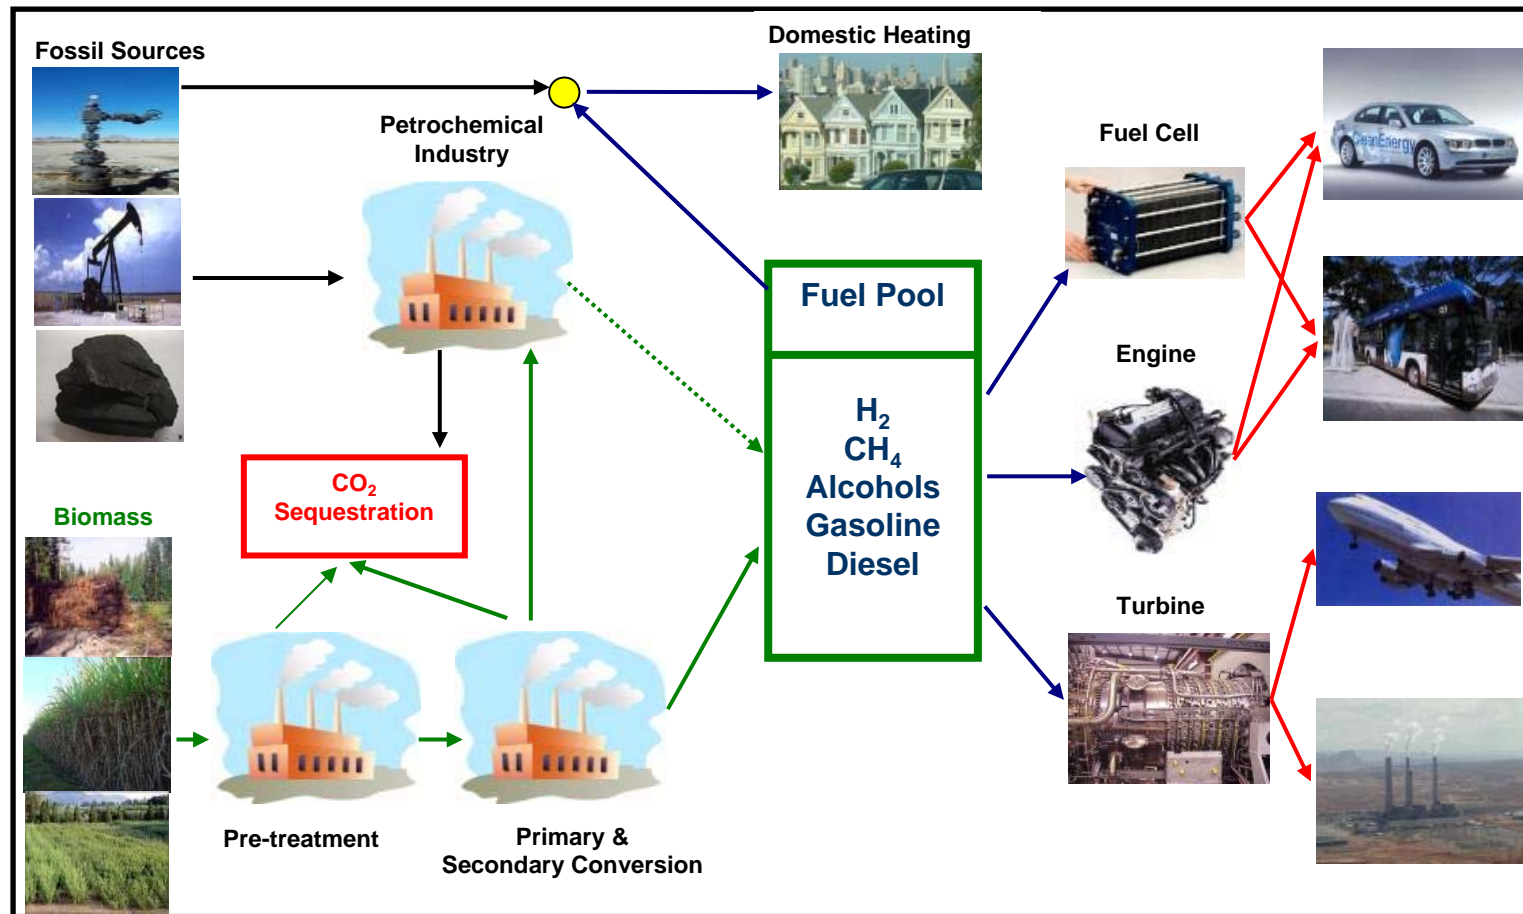 Fossil Sources
Domestic Heating
Petrochemical
Industry
Fuel Cell
CleanEnergy
Fuel Pool
Engine
H₂
CH₄
Alcohols
Gasoline
Diesel
CO₂
Sequestration
Biomass
Turbine
Pre-treatment
Primary &
Secondary Conversion